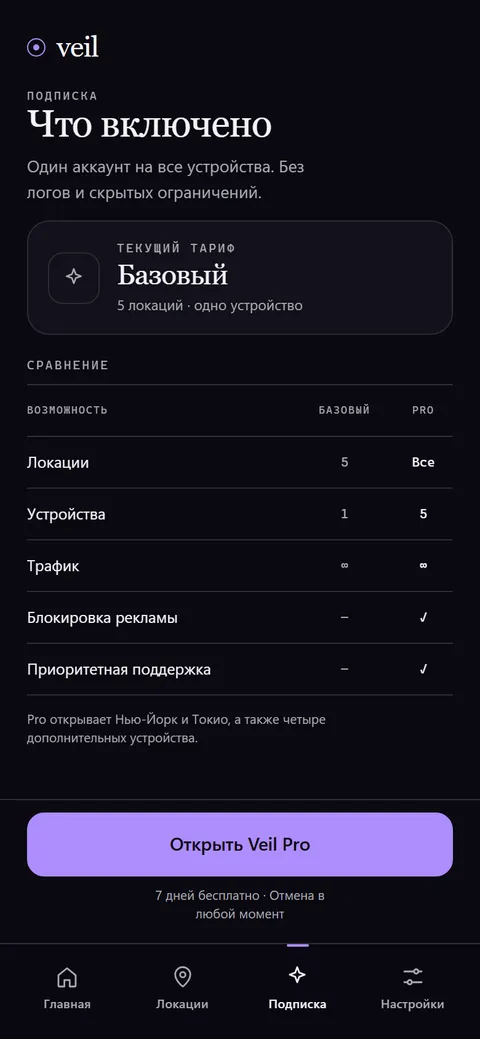 veil
ПОДПИСКА
Что включено
Один аккаунт на все устройства. Без
логов и скрытых ограничений.
ТЕКУЩИЙ ТАРИФ
Базовый
5 локаций · одно устройство
СРАВНЕНИЕ
ВОЗМОЖНОСТЬ БАЗОВЫЙ PRO
Локации 5 Все
Устройства 1 5
Трафик ∞ ∞
Блокировка рекламы — ✓
Приоритетная поддержка — ✓
Pro открывает Нью-Йорк и Токио, а также четыре
дополнительных устройства.
Открыть Veil Pro
7 дней бесплатно · Отмена в
любой момент
Главная Локации Подписка Настройки